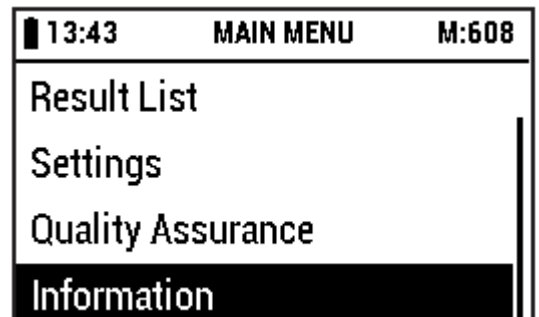 13:43 MAIN MENU M:608
Result List
Settings
Quality Assurance
Information